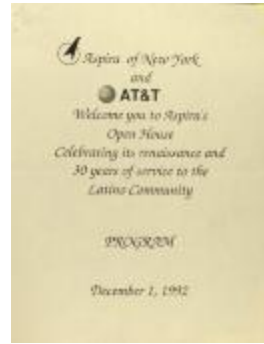 Aspira of New York
and
AT&T
Welcome you to Aspira's
Open House
Celebrating its renaissance and
30 years of service to the
Latino Community
PROGRAM
December 1, 1992